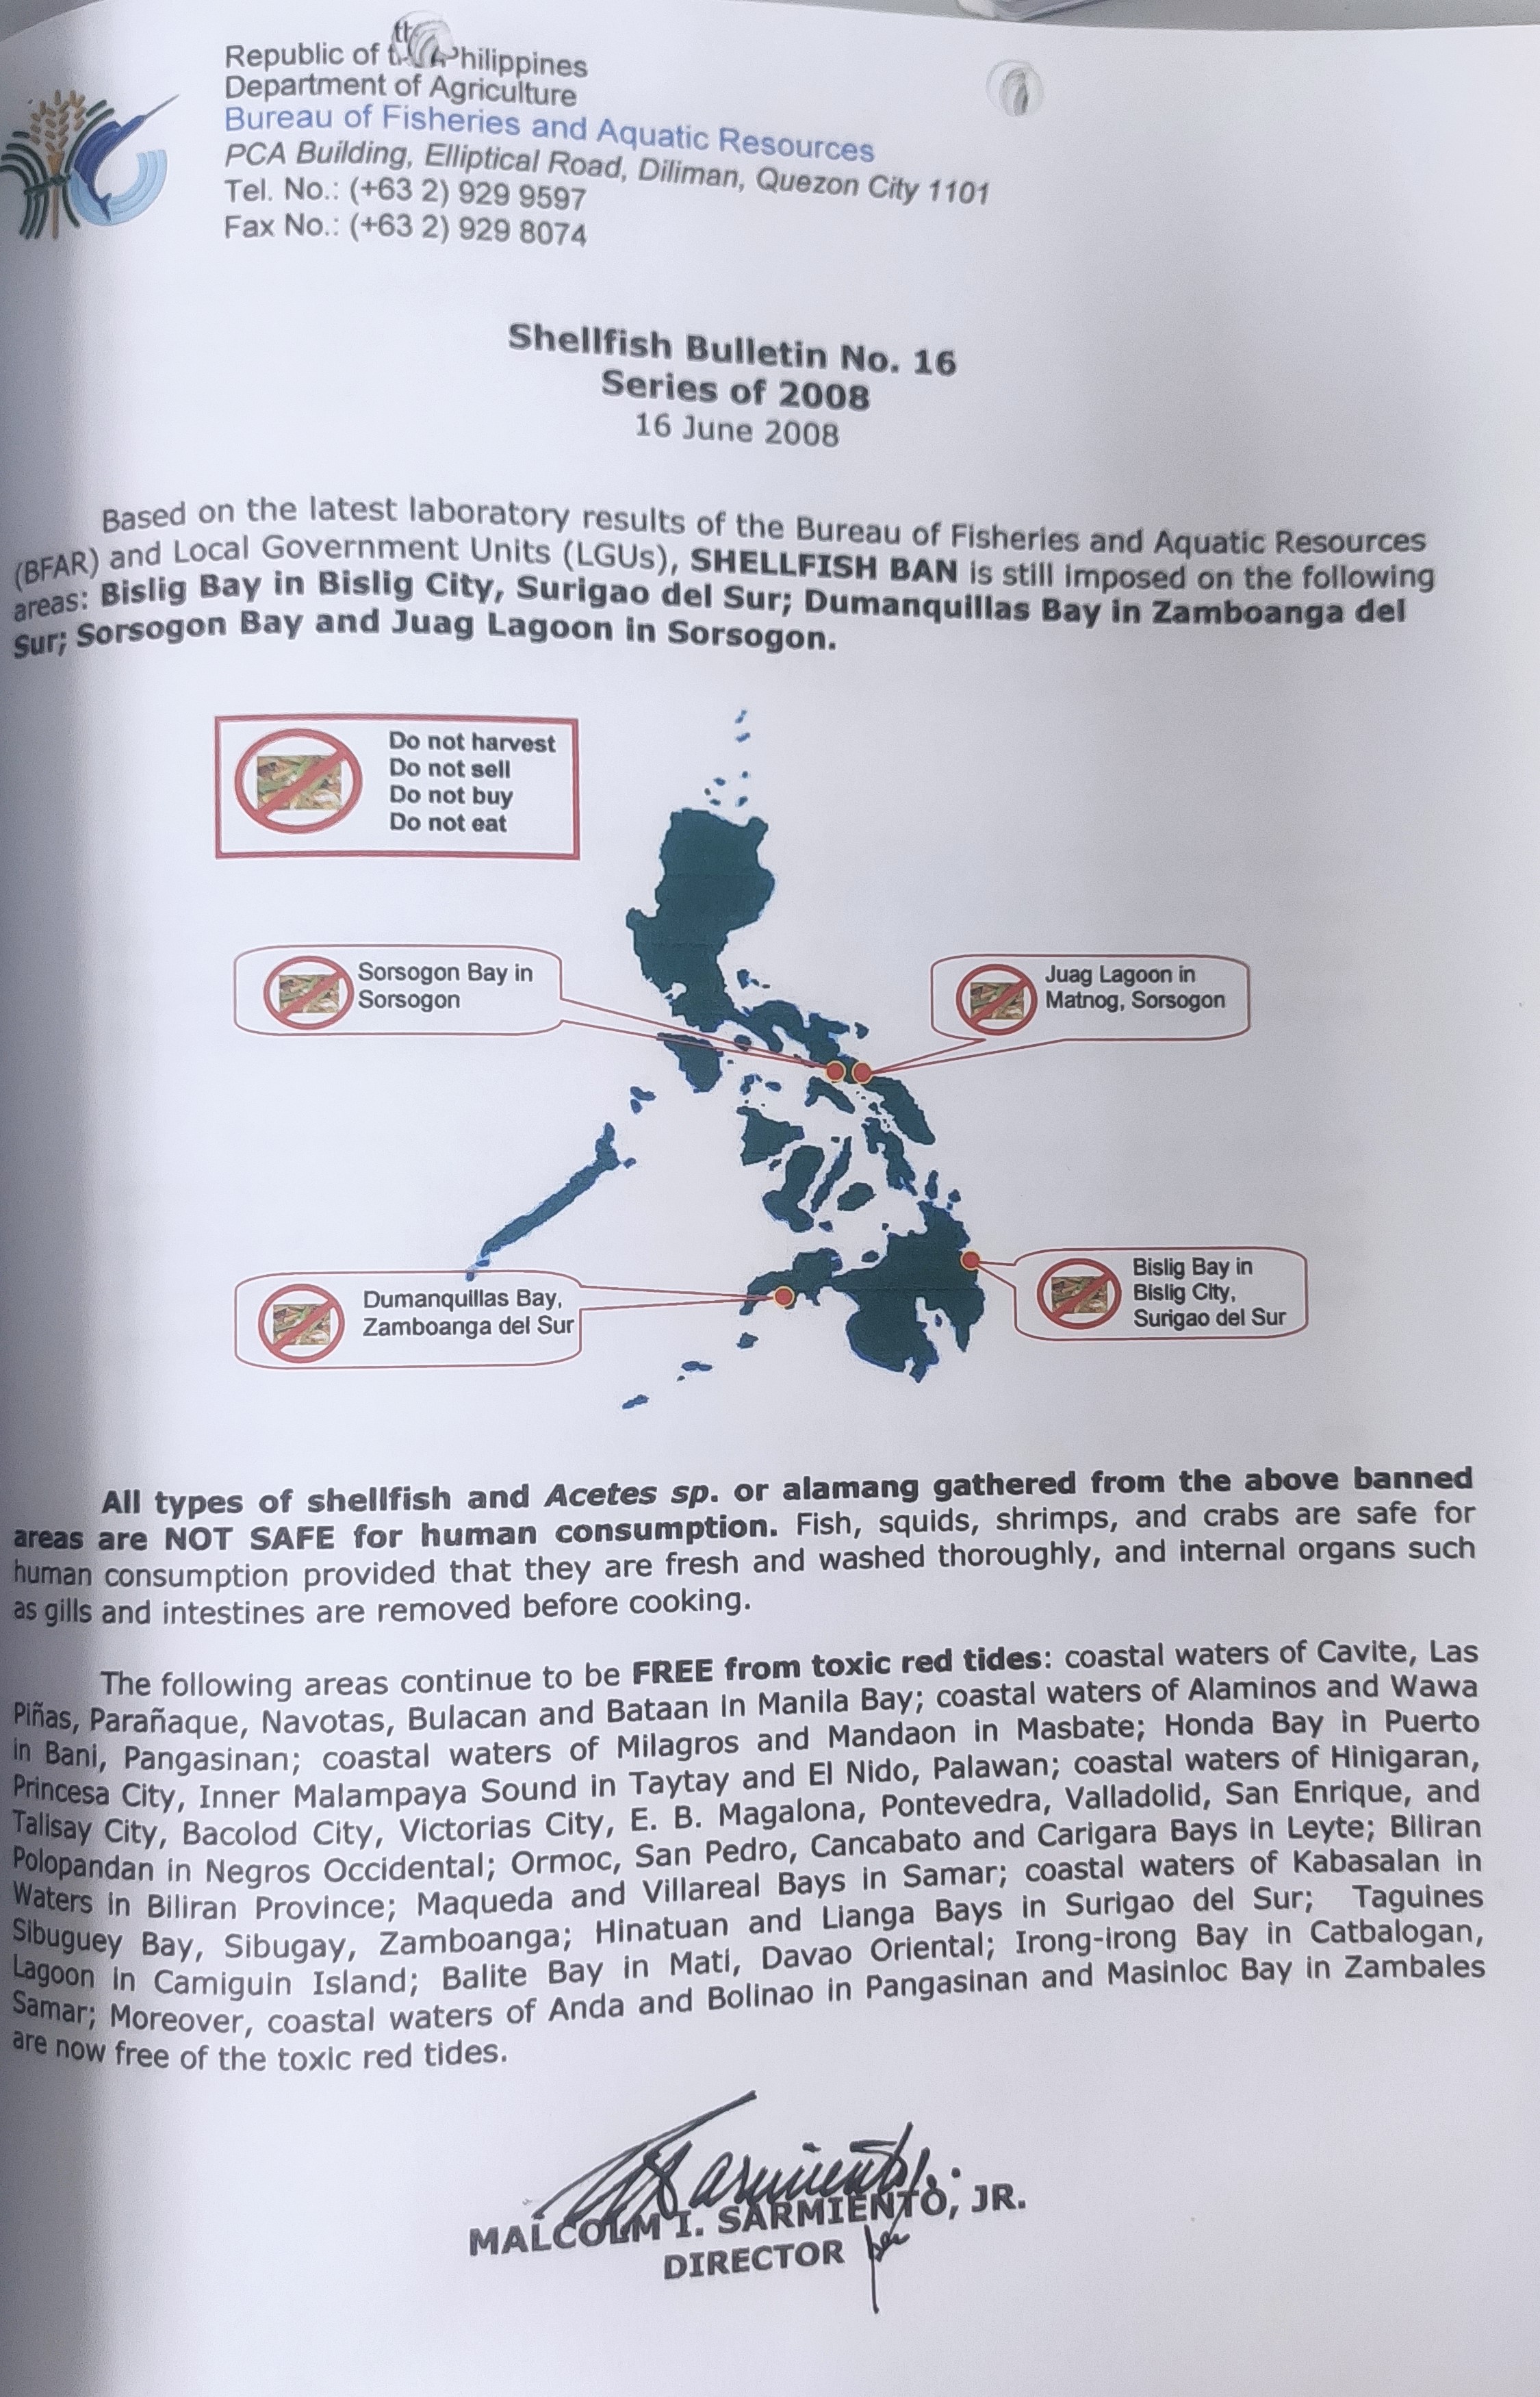 Republic of the Philippines
Department of Agriculture
Bureau of Fisheries and Aquatic Resources
PCA Building, Elliptical Road, Diliman, Quezon City 1101
Tel. No.: (+63 2) 929 9597
Fax No.: (+63 2) 929 8074
Shellfish Bulletin No. 16
Series of 2008
16 June 2008
Based on the latest laboratory results of the Bureau of Fisheries and Aquatic Resources
(BFAR) and Local Government Units (LGUs), SHELLFISH BAN is still imposed on the following
areas: Bislig Bay in Bislig City, Surigao del Sur; Dumanquillas Bay in Zamboanga del
Sur; Sorsogon Bay and Juag Lagoon in Sorsogon.
Do not harvest
Do not sell
Do not buy
Do not eat
Sorsogon Bay in
Sorsogon
Juag Lagoon in
Matnog, Sorsogon
Dumanquillas Bay,
Zamboanga del Sur
Bislig Bay in
Bislig City,
Surigao del Sur
All types of shellfish and Acetes sp. or alamang gathered from the above banned
areas are NOT SAFE for human consumption. Fish, squids, shrimps, and crabs are safe for
human consumption provided that they are fresh and washed thoroughly, and internal organs such
as gills and intestines are removed before cooking.
The following areas continue to be FREE from toxic red tides: coastal waters of Cavite, Las
Piñas, Parañaque, Navotas, Bulacan and Bataan in Manila Bay; coastal waters of Alaminos and Wawa
in Bani, Pangasinan; coastal waters of Milagros and Mandaon in Masbate; Honda Bay in Puerto
Princesa City, Inner Malampaya Sound in Taytay and El Nido, Palawan; coastal waters of Hinigaran,
Talisay City, Bacolod City, Victorias City, E. B. Magalona, Pontevedra, Valladolid, San Enrique, and
Polopandan in Negros Occidental; Ormoc, San Pedro, Cancabato and Carigara Bays in Leyte; Biliran
Waters in Biliran Province; Maqueda and Villareal Bays in Samar; coastal waters of Kabasalan in
Sibuguey Bay, Sibugay, Zamboanga; Hinatuan and Lianga Bays in Surigao del Sur; Taguines
Lagoon in Camiguin Island; Balite Bay in Mati, Davao Oriental; Irong-irong Bay in Catbalogan,
Samar; Moreover, coastal waters of Anda and Bolinao in Pangasinan and Masinloc Bay in Zambales
are now free of the toxic red tides.
MALCOLM I. SARMIENTO, JR.
DIRECTOR